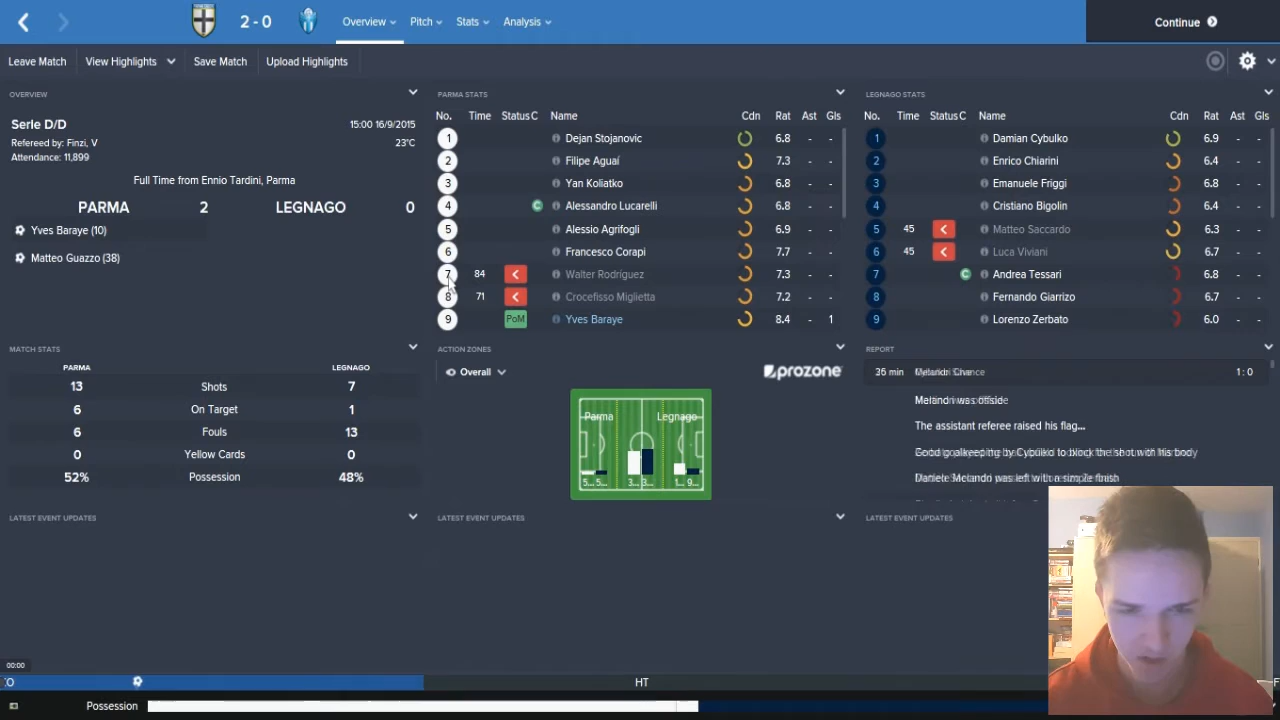 2 - 0 Overview Pitch Stats Analysis Continue
Leave Match View Highlights Save Match Upload Highlights
OVERVIEW
Serie D/D 15:00 16/9/2015
Refereed by: Finzi, V 23°C
Attendance: 11,899
Full Time from Ennio Tardini, Parma
PARMA 2 LEGNAGO 0
Yves Baraye (10)
Matteo Guazzo (38)
PARMA STATS
No. Time Status C Name Cdn Rat Ast Gls
1 Dejan Stojanovic 6.8 - -
2 Filipe Aguaí 7.3 - -
3 Yan Koliatko 6.8 - -
4 C Alessandro Lucarelli 6.8 - -
5 Alessio Agrifogli 6.9 - -
6 Francesco Corapi 7.7 - -
7 84 Walter Rodríguez 7.3 - -
8 71 Crocefisso Miglietta 7.2 - -
9 PoM Yves Baraye 8.4 - 1
LEGNAGO STATS
No. Time Status C Name Cdn Rat Ast Gls
1 Damian Cybulko 6.9 - -
2 Enrico Chiarini 6.4 - -
3 Emanuele Friggi 6.8 - -
4 Cristiano Bigolin 6.4 - -
5 45 Matteo Saccardo 6.3 - -
6 45 Luca Viviani 6.7 - -
7 C Andrea Tessari 6.8 - -
8 Fernando Giarrizo 6.7 - -
9 Lorenzo Zerbato 6.0 - -
MATCH STATS
PARMA LEGNAGO
13 Shots 7
6 On Target 1
6 Fouls 13
0 Yellow Cards 0
52% Possession 48%
ACTION ZONES
Overall prozone
Parma Legnago
5... 5... 3... 3... 1... 9...
REPORT
35 min Chance 1 : 0
Melandri was offside
The assistant referee raised his flag...
LATEST EVENT UPDATES
LATEST EVENT UPDATES
LATEST EVENT UPDATES
00:00
HT
Possession